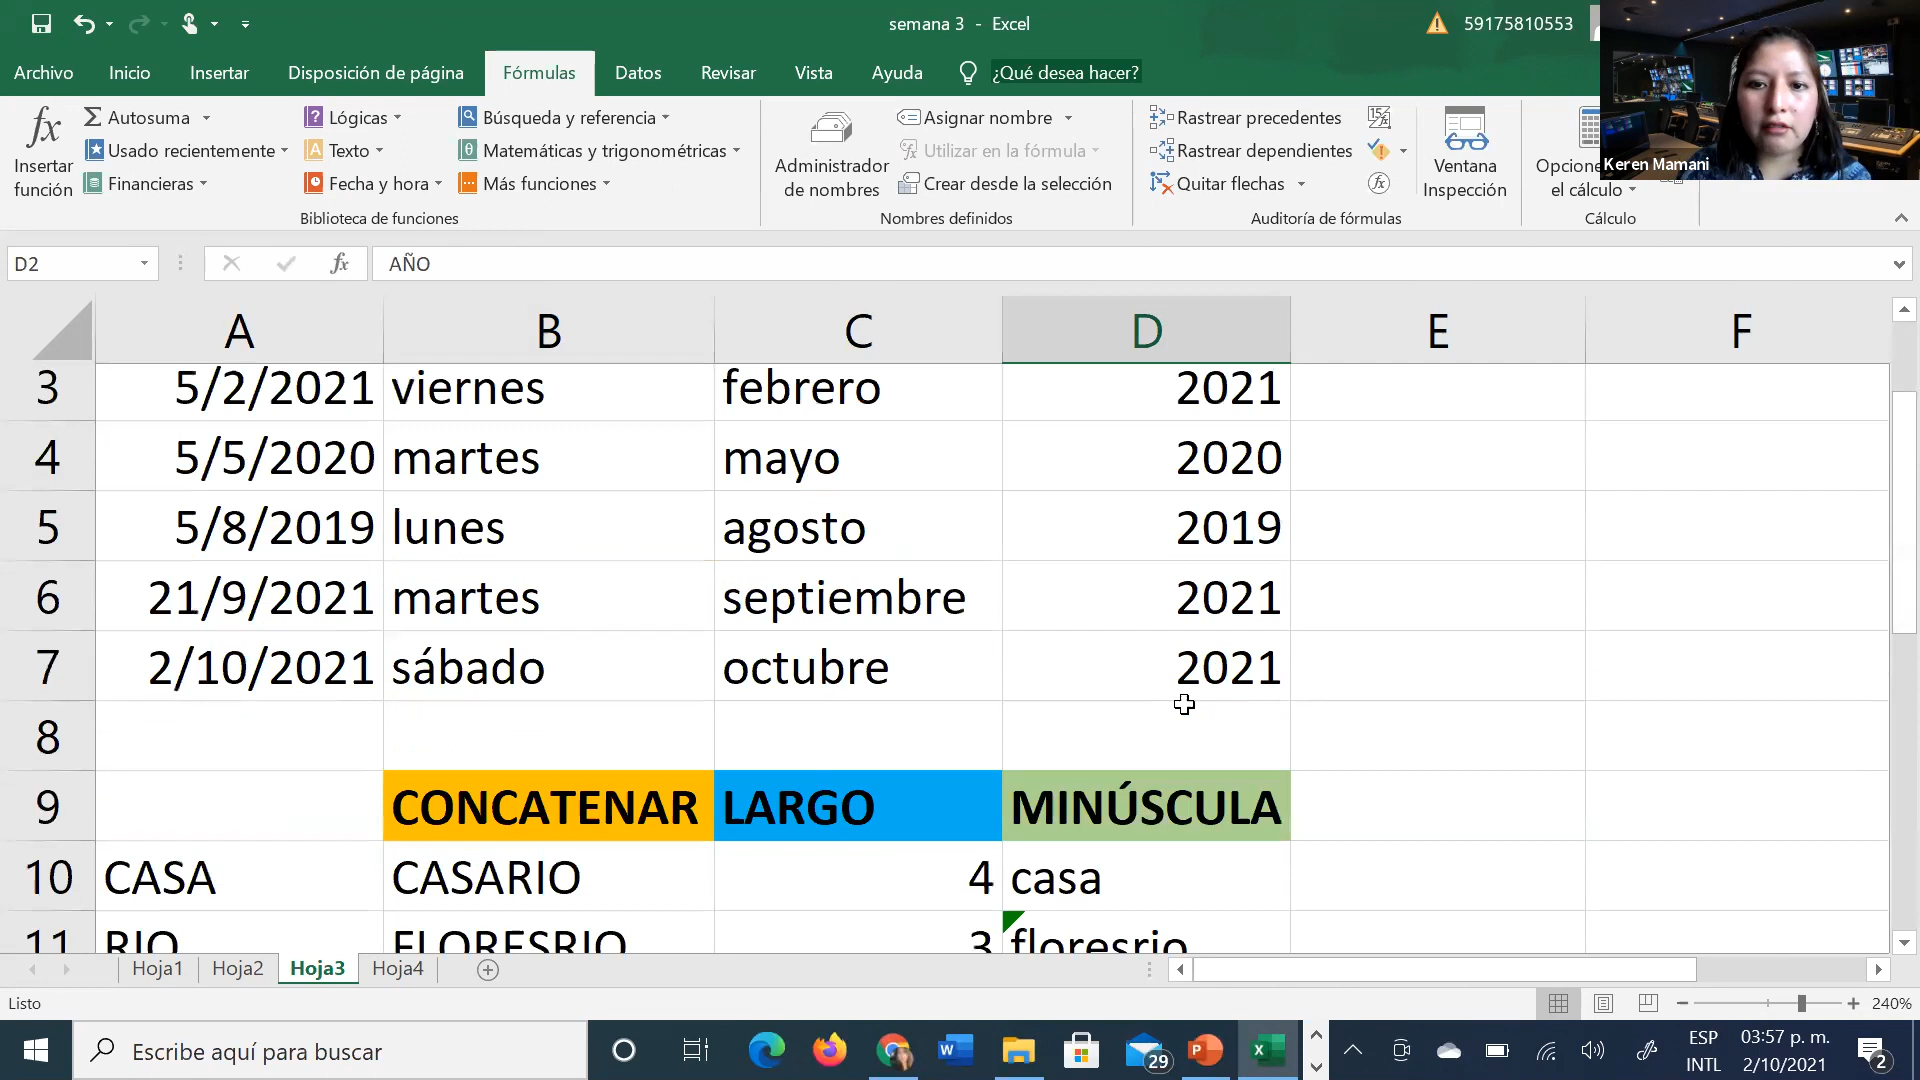 semana 3 - Excel
59175810553
Archivo Inicio Insertar Disposición de página Fórmulas Datos Revisar Vista Ayuda ¿Qué desea hacer?
Insertar función
Autosuma
Usado recientemente
Financieras
Lógicas
Texto
Fecha y hora
Búsqueda y referencia
Matemáticas y trigonométricas
Más funciones
Biblioteca de funciones
Administrador de nombres
Asignar nombre
Utilizar en la fórmula
Crear desde la selección
Nombres definidos
Rastrear precedentes
Rastrear dependientes
Quitar flechas
Auditoría de fórmulas
Ventana Inspección
el cálculo
Cálculo
Keren Mamani
D2 fx AÑO
A B C D E F
3 5/2/2021 viernes febrero 2021
4 5/5/2020 martes mayo 2020
5 5/8/2019 lunes agosto 2019
6 21/9/2021 martes septiembre 2021
7 2/10/2021 sábado octubre 2021
8
9 CONCATENAR LARGO MINÚSCULA
10 CASA CASARIO 4 casa
11 RIO FLORESRIO 3 floresrio
Hoja1 Hoja2 Hoja3 Hoja4
Listo 240%
Escribe aquí para buscar
29
ESP
INTL
03:57 p. m.
2/10/2021
2